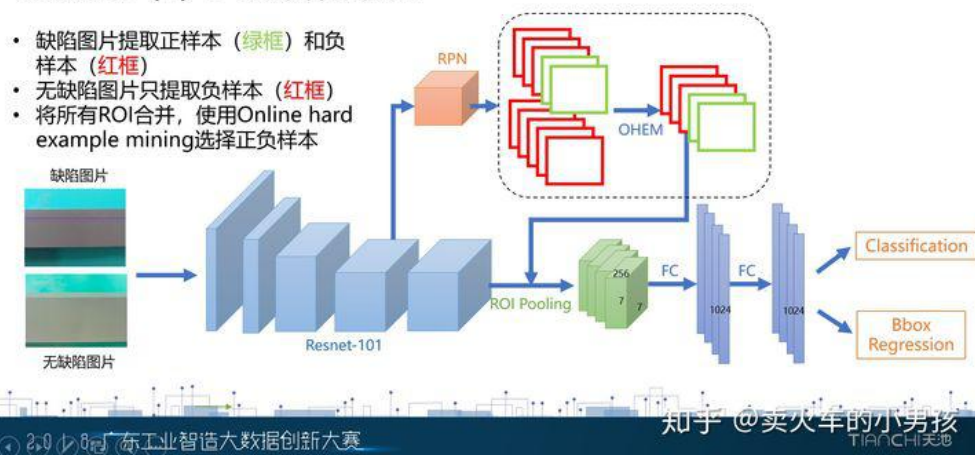 • 缺陷图片提取正样本（绿框）和负
样本（红框）
• 无缺陷图片只提取负样本（红框）
• 将所有ROI合并，使用Online hard
example mining选择正负样本
缺陷图片
无缺陷图片
Resnet-101
RPN
OHEM
ROI Pooling
256
7
7
FC
1024
FC
1024
Classification
Bbox
Regression
知乎 @卖火车的小男孩
2018 广东工业智造大数据创新大赛
TIANCHI天池